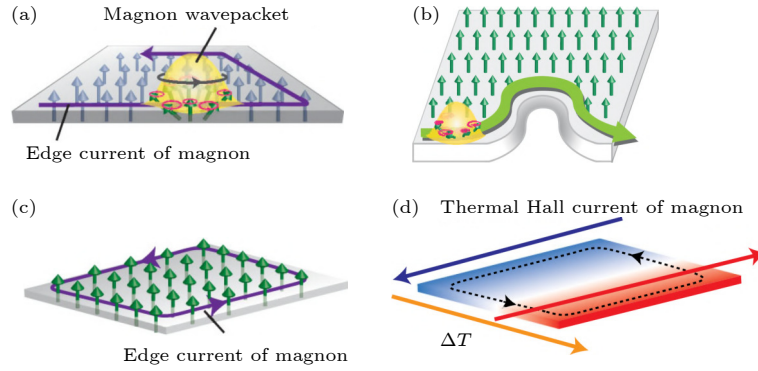 (a)
Magnon wavepacket
Edge current of magnon
(b)
(c)
Edge current of magnon
(d)
Thermal Hall current of magnon
ΔT